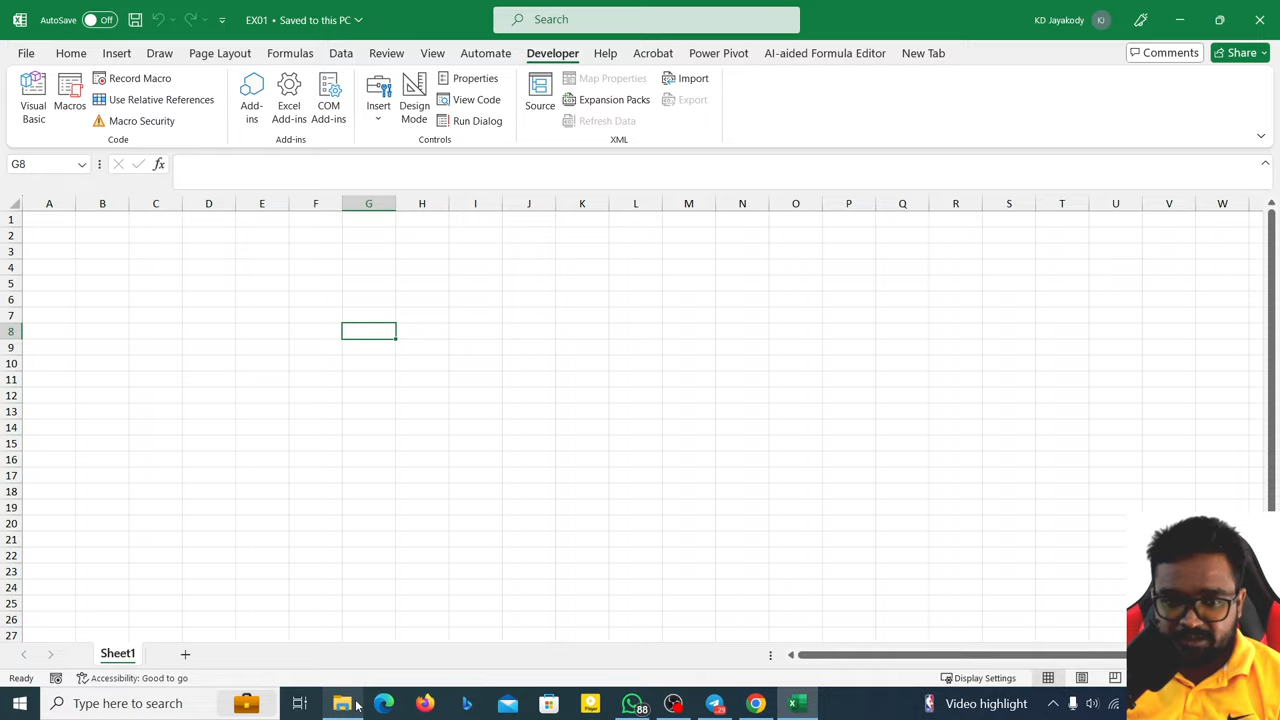 AutoSave Off EX01 • Saved to this PC Search KD Jayakody KJ
File Home Insert Draw Page Layout Formulas Data Review View Automate Developer Help Acrobat Power Pivot AI-aided Formula Editor New Tab Comments Share
Visual Basic
Macros
Record Macro
Use Relative References
Macro Security
Code
Add-ins
Excel Add-ins
COM Add-ins
Add-ins
Insert
Design Mode
Properties
View Code
Run Dialog
Controls
Source
Map Properties
Expansion Packs
Refresh Data
Import
Export
XML
G8 fx
A B C D E F G H I J K L M N O P Q R S T U V W
1
2
3
4
5
6
7
8
9
10
11
12
13
14
15
16
17
18
19
20
21
22
23
24
25
26
27
Sheet1
Ready Accessibility: Good to go Display Settings
Type here to search 88 29 Video highlight